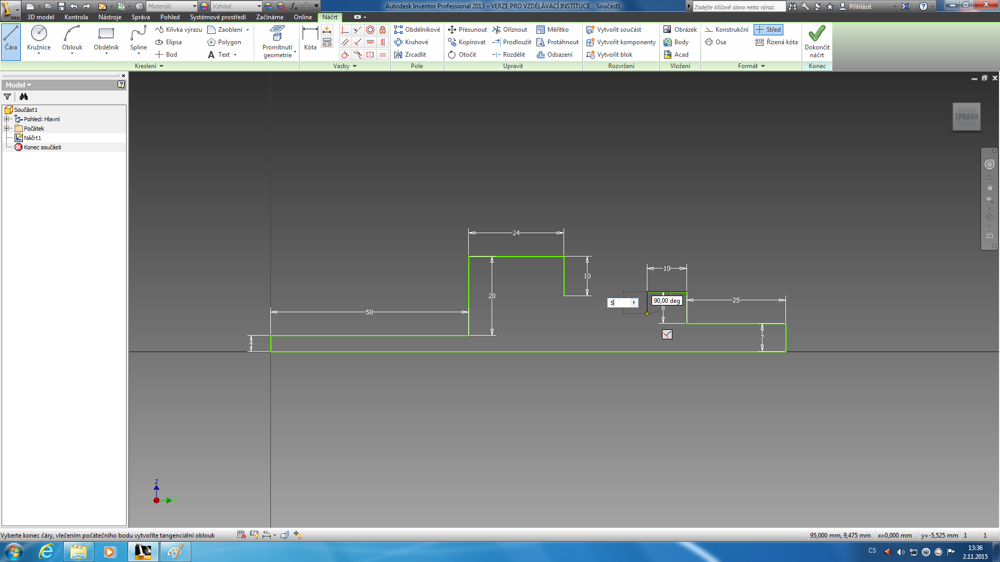 Materiál
Vzhled
Autodesk Inventor Professional 2013 – VERZE PRO VZDĚLÁVACÍ INSTITUCE Součást1
Zadejte klíčové slovo nebo výraz.
Přihlásit
PRO
3D model Kontrola Nástroje Správa Pohled Systémové prostředí Začínáme Online Náčrt
Křivka výrazu Zaoblení Obdélníkové Přesunout Oříznout Měřítko Vytvořit součást Obrázek Konstrukční Střed
Elipsa Polygon Kruhové Kopírovat Prodloužit Protáhnout Vytvořit komponenty Body Osa Řízená kóta
Čára Kružnice Oblouk Obdélník Spline Promítnutí geometrie Kóta Dokončit náčrt
Bod Text Zrcadlit Otočit Rozdělit Odsazení Vytvořit blok Acad
Kreslení Vazby Pole Upravit Rozvržení Vložení Formát Konec
Model
Součást1
Pohled: Hlavní
Počátek
Náčrt1
Konec součásti
ZPRAVA
24
10
10
20
5
90,00 deg
8
25
50
7
4
Z
Vyberte konec čáry, vlečením počátečního bodu vytvoříte tangenciální oblouk
95,000 mm, 9,475 mm x=0,000 mm y=-5,525 mm 1 1
PRO
CS
13:36
2.11.2015